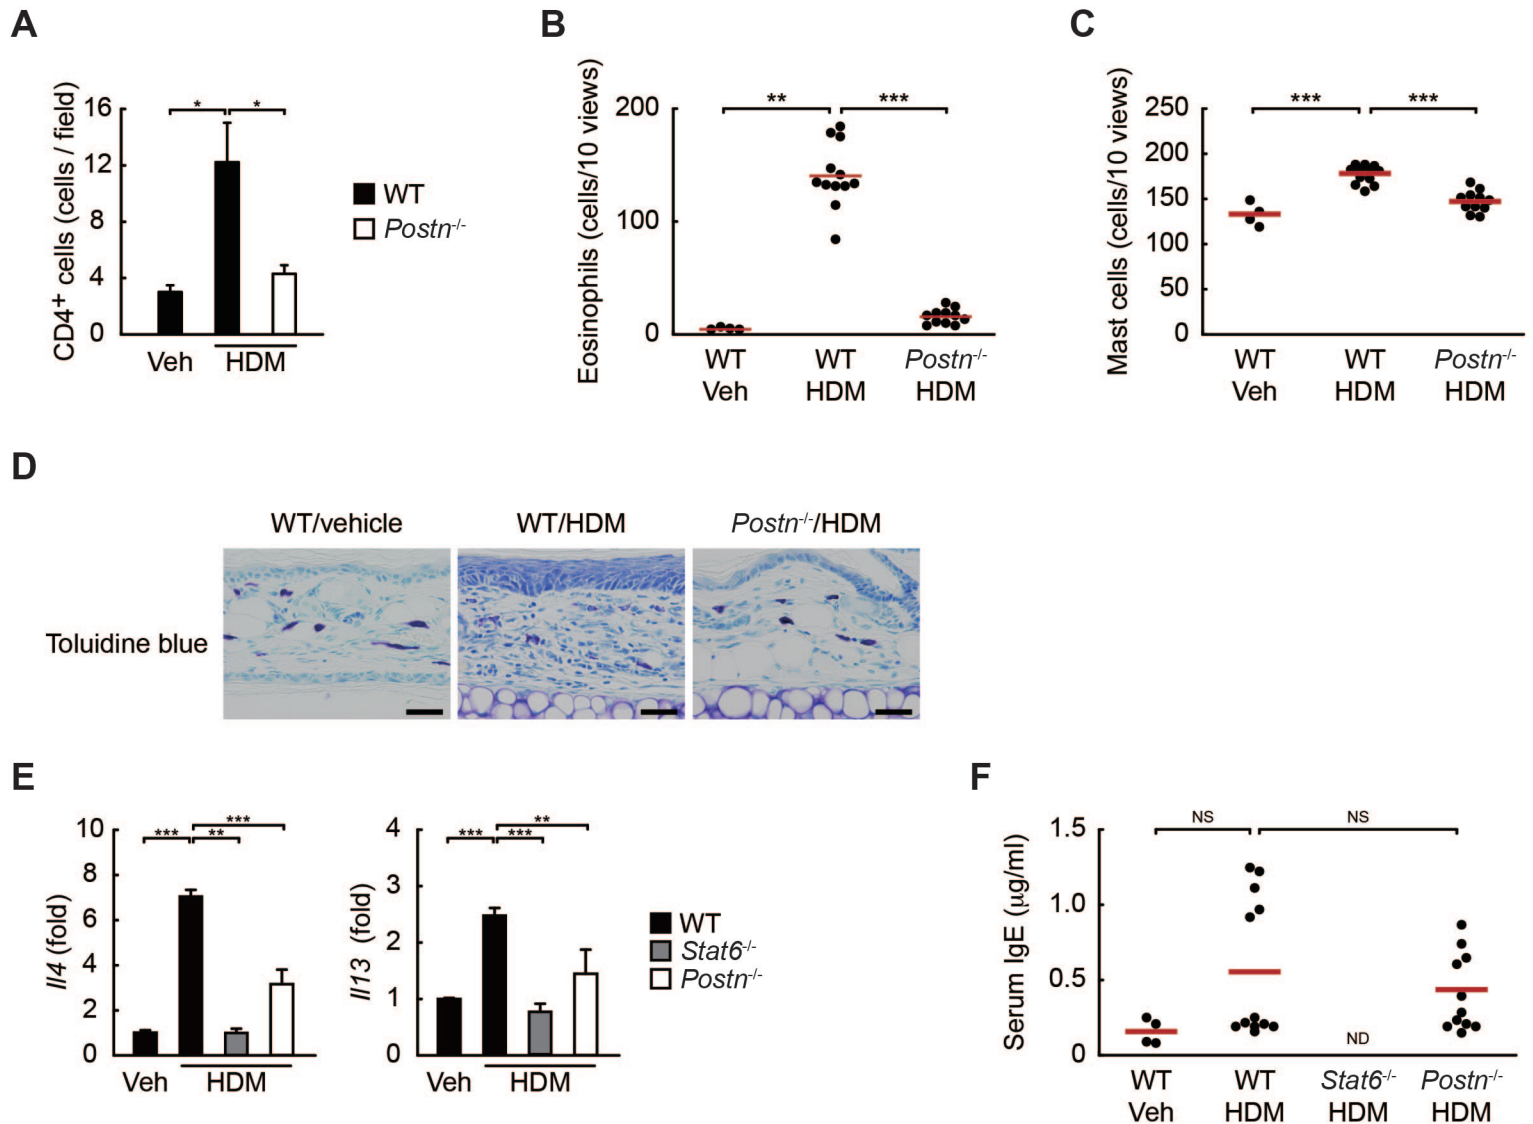 A
CD4+ cells (cells / field)
16
12
8
4
0
* *
Veh HDM
WT
Postn-/-
B
Eosinophils (cells/10 views)
200
100
0
** ***
WT WT Postn-/-
Veh HDM HDM
C
Mast cells (cells/10 views)
250
200
150
100
50
0
*** ***
WT WT Postn-/-
Veh HDM HDM
D
WT/vehicle WT/HDM Postn-/-/HDM
Toluidine blue
E
Il4 (fold)
10
8
6
4
2
0
***
*** **
Veh HDM
Il13 (fold)
4
3
2
1
0
**
*** ***
Veh HDM
WT
Stat6-/-
Postn-/-
F
Serum IgE (µg/ml)
1.5
1.0
0.5
0
NS NS
ND
WT WT Stat6-/- Postn-/-
Veh HDM HDM HDM